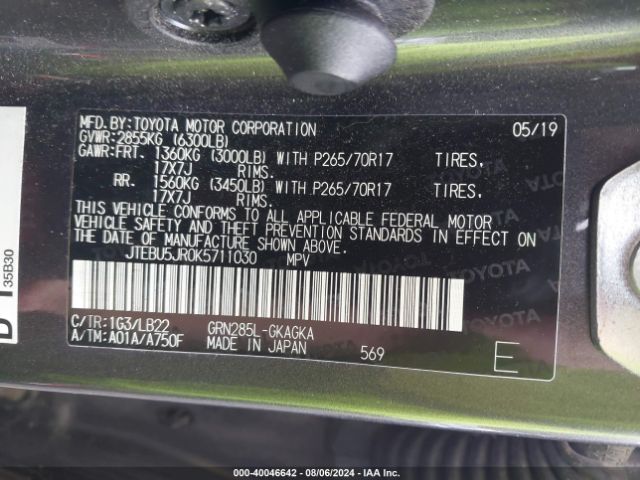 MFD.BY:TOYOTA MOTOR CORPORATION 05/19
GVWR:2855KG (6300LB)
GAWR:FRT. 1360KG (3000LB) WITH P265/70R17 TIRES,
17X7J RIMS.
RR. 1560KG (3450LB) WITH P265/70R17 TIRES,
17X7J RIMS.
THIS VEHICLE CONFORMS TO ALL APPLICABLE FEDERAL MOTOR
VEHICLE SAFETY AND THEFT PREVENTION STANDARDS IN EFFECT ON
THE DATE OF MANUFACTURE SHOWN ABOVE.
JTEBU5JR0K5711030 MPV
C/TR:1G3/LB22 GRN285L-GKAGKA
A/TM:A01A/A750F MADE IN JAPAN 569
E
35B30
100-40046642 - 08/06/2024 - IAA Inc.